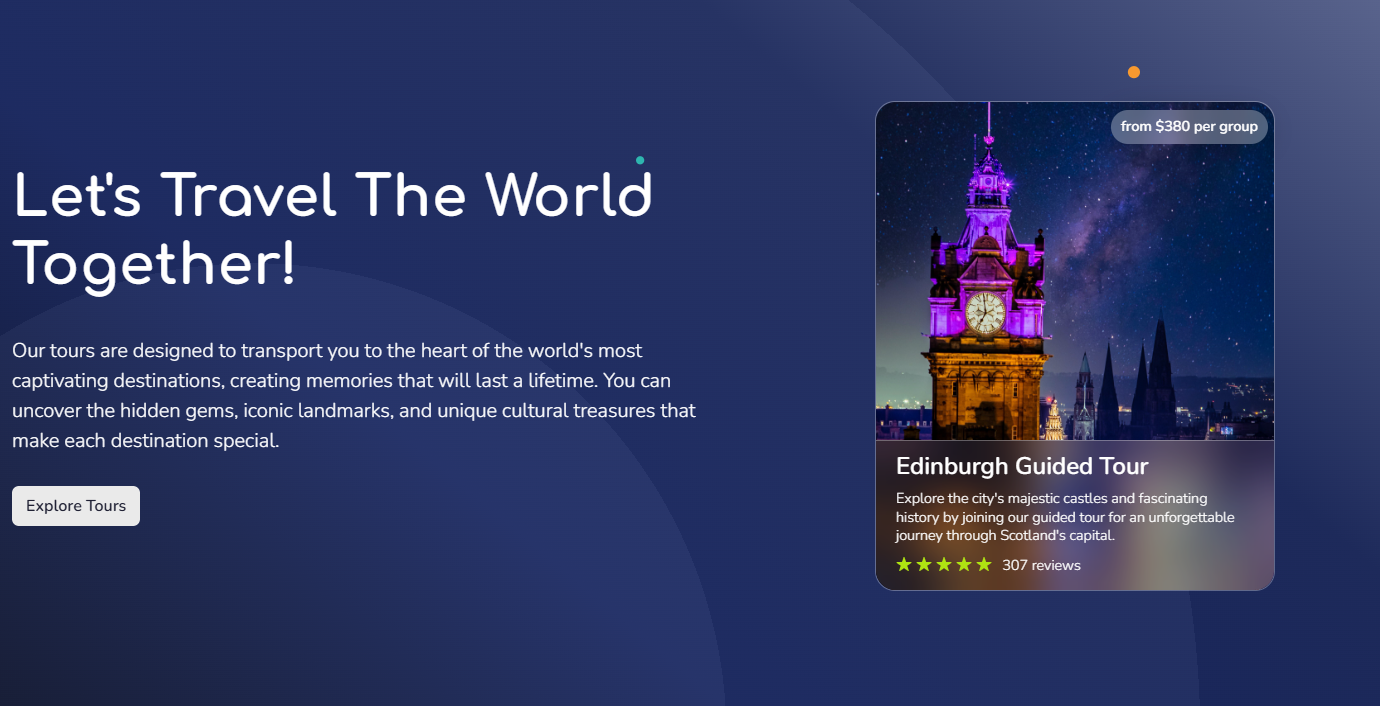 Let's Travel The World
Together!
Our tours are designed to transport you to the heart of the world's most
captivating destinations, creating memories that will last a lifetime. You can
uncover the hidden gems, iconic landmarks, and unique cultural treasures that
make each destination special.
Explore Tours
from $380 per group
Edinburgh Guided Tour
Explore the city's majestic castles and fascinating
history by joining our guided tour for an unforgettable
journey through Scotland's capital.
307 reviews